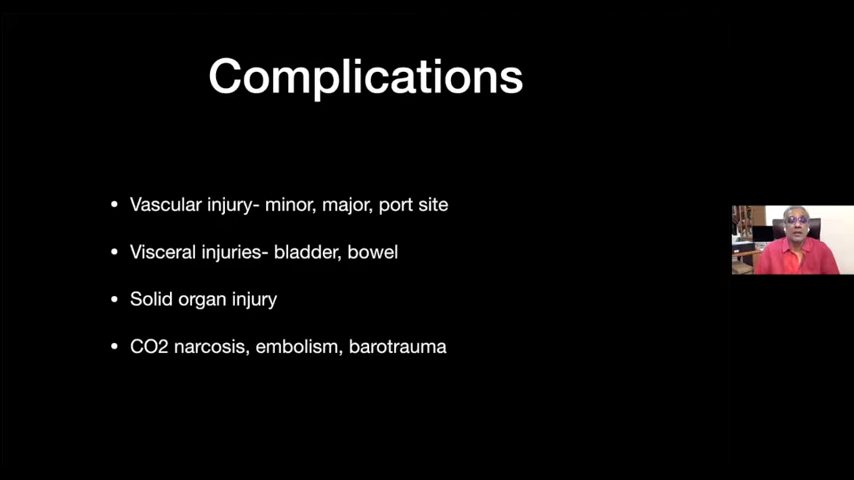 Complications
• Vascular injury- minor, major, port site
• Visceral injuries- bladder, bowel
• Solid organ injury
• CO2 narcosis, embolism, barotrauma